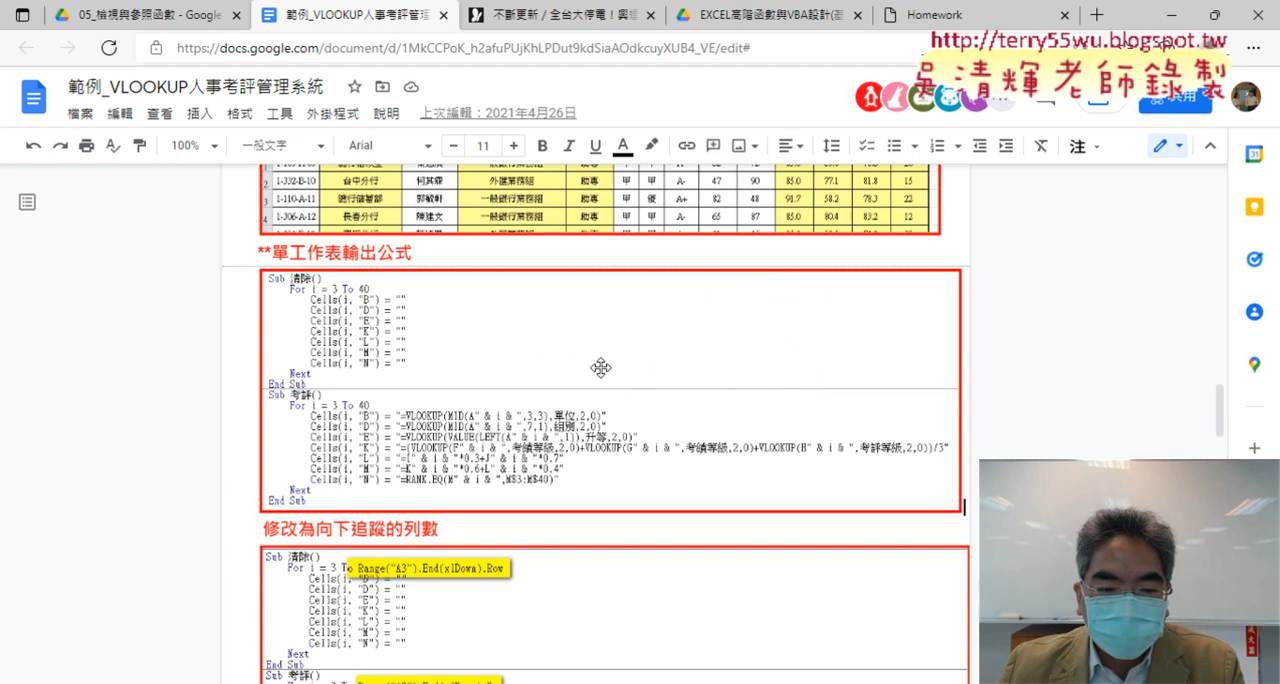 05_檢視與參照函數 - Google
範例_VLOOKUP人事考評管理
不斷更新 / 全台大停電！興達
EXCEL高階函數與VBA設計(基
Homework
https://docs.google.com/document/d/1MkCCPoK_h2afuPUjKhLPDut9kdSiaAOdkcuyXUB4_VE/edit#
http://terry55wu.blogspot.tw
吳清輝老師錄製
範例_VLOOKUP人事考評管理系統
檔案 編輯 查看 插入 格式 工具 外掛程式 說明 上次編輯：2021年4月26日
100% 一般文字 Arial 11 B I U A 注
2 1-332-B-10 台中分行 何其霖 外匯業務組 助專 甲 甲 A- 47 90 85.0 77.1 81.8 15
3 1-110-A-11 總行儲蓄部 郭敏軒 一般銀行業務組 助專 甲 優 A+ 82 48 91.7 58.2 78.3 22
4 1-306-A-12 長春分行 陳建文 一般銀行業務組 助專 甲 甲 A- 65 87 85.0 80.4 83.2 12
**單工作表輸出公式
Sub 清除()
For i = 3 To 40
Cells(i, "B") = ""
Cells(i, "D") = ""
Cells(i, "E") = ""
Cells(i, "K") = ""
Cells(i, "L") = ""
Cells(i, "M") = ""
Cells(i, "N") = ""
Next
End Sub
Sub 考評()
For i = 3 To 40
Cells(i, "B") = "=VLOOKUP(MID(A" & i & ",3,3),單位,2,0)"
Cells(i, "D") = "=VLOOKUP(MID(A" & i & ",7,1),組別,2,0)"
Cells(i, "E") = "=VLOOKUP(VALUE(LEFT(A" & i & ",1)),升等,2,0)"
Cells(i, "K") = "=(VLOOKUP(F" & i & ",考績等級,2,0)+VLOOKUP(G" & i & ",考績等級,2,0)+VLOOKUP(H" & i & ",考評等級,2,0))/3"
Cells(i, "L") = "=I" & i & "*0.3+J" & i & "*0.7"
Cells(i, "M") = "=K" & i & "*0.6+L" & i & "*0.4"
Cells(i, "N") = "=RANK.EQ(M" & i & ",M$3:M$40)"
Next
End Sub
修改為向下追蹤的列數
Sub 清除()
For i = 3 To Range("A3").End(xlDown).Row
Cells(i, "B") = ""
Cells(i, "D") = ""
Cells(i, "E") = ""
Cells(i, "K") = ""
Cells(i, "L") = ""
Cells(i, "M") = ""
Cells(i, "N") = ""
Next
End Sub
Sub 考評()